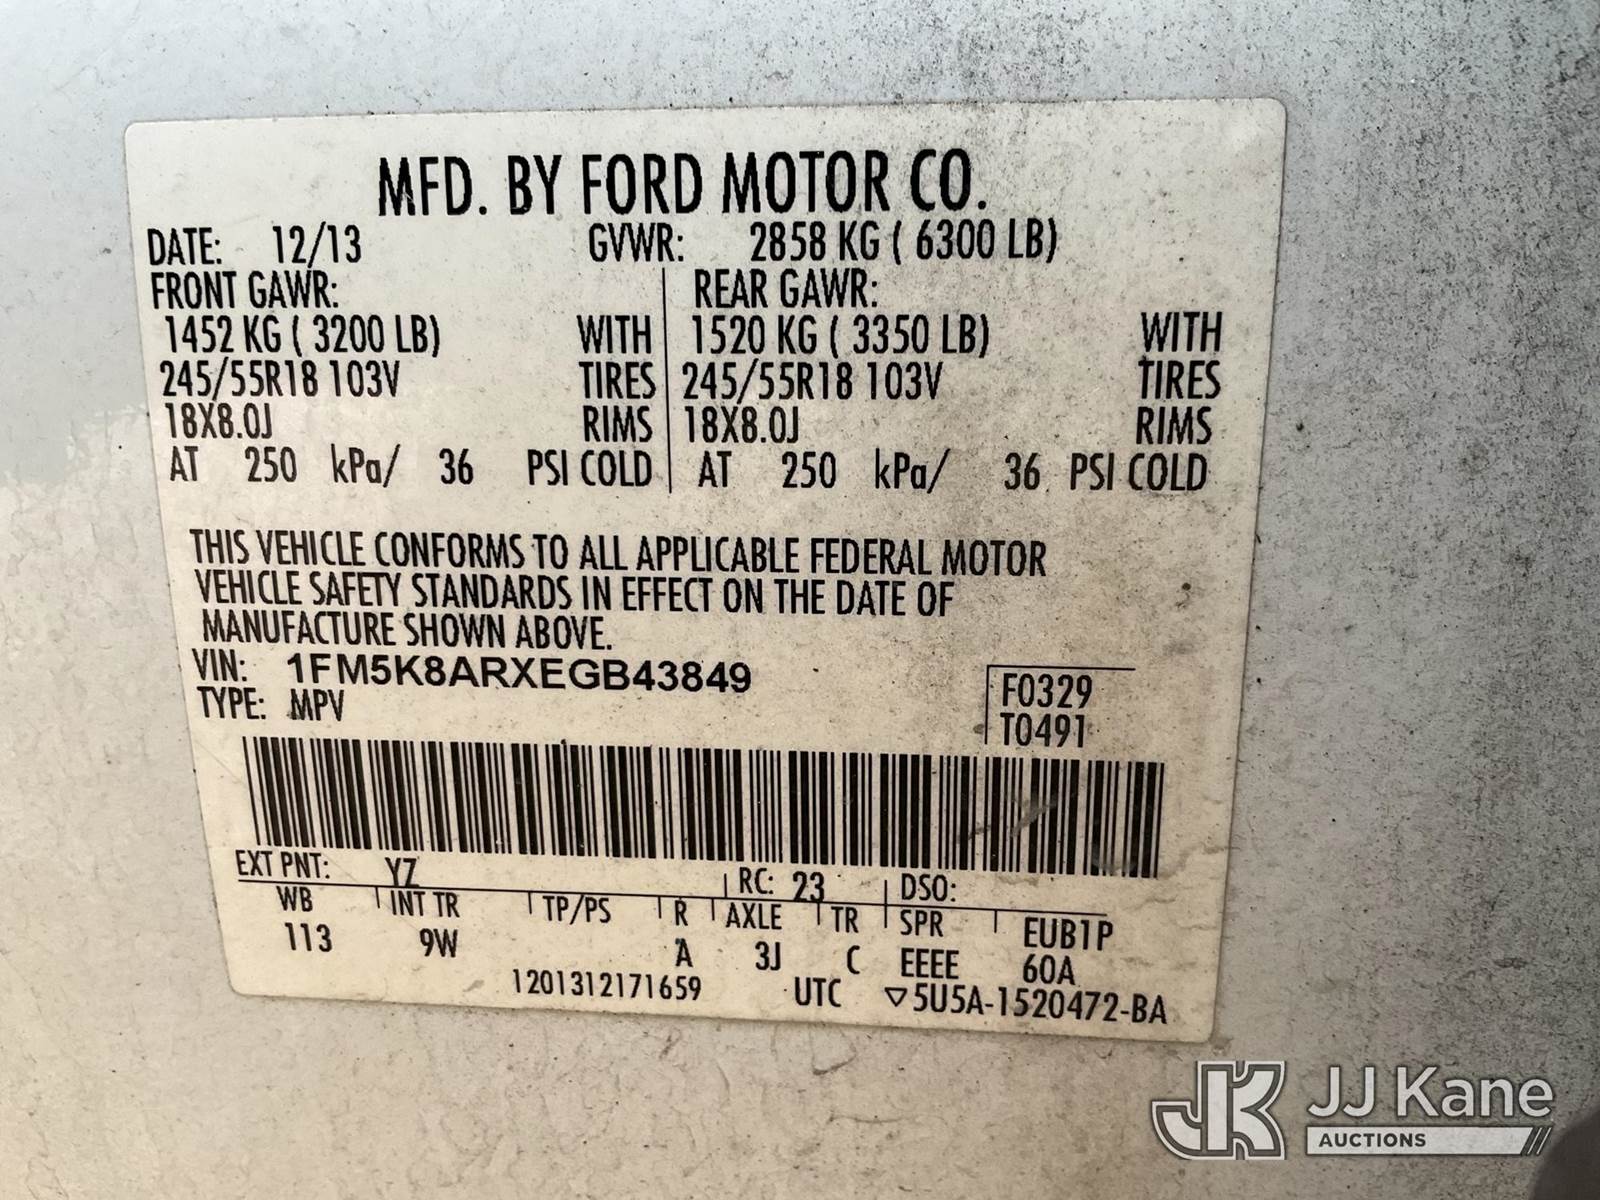 MFD. BY FORD MOTOR CO.
DATE: 12/13 GVWR: 2858 KG ( 6300 LB)
FRONT GAWR: REAR GAWR:
1452 KG ( 3200 LB) WITH 1520 KG ( 3350 LB) WITH
245/55R18 103V TIRES 245/55R18 103V TIRES
18X8.0J RIMS 18X8.0J RIMS
AT 250 kPa/ 36 PSI COLD AT 250 kPa/ 36 PSI COLD
THIS VEHICLE CONFORMS TO ALL APPLICABLE FEDERAL MOTOR
VEHICLE SAFETY STANDARDS IN EFFECT ON THE DATE OF
MANUFACTURE SHOWN ABOVE.
VIN: 1FM5K8ARXEGB43849
TYPE: MPV
F0329
T0491
EXT PNT: YZ RC: 23 DSO:
WB INT TR TP/PS R AXLE TR SPR EUB1P
113 9W A 3J C EEEE 60A
1201312171659 UTC ▽5U5A-1520472-BA
JK JJ Kane
AUCTIONS